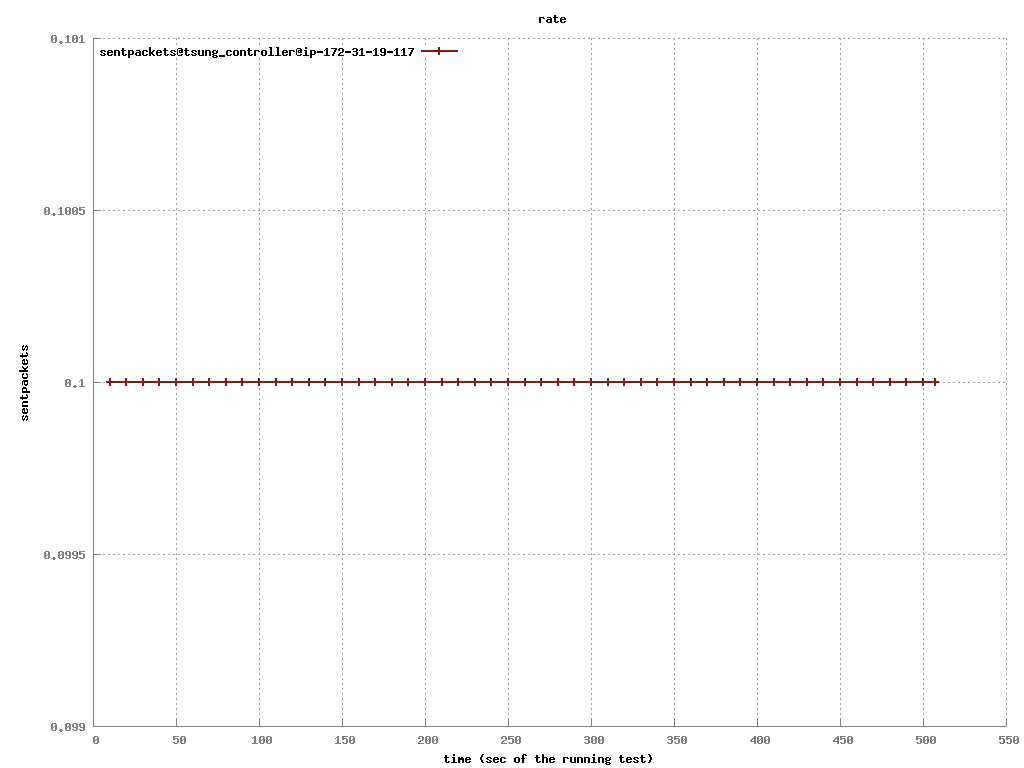 rate
0.101
sentpackets@tsung_controller@ip-172-31-19-117
0.1005
0.1
0.0995
0.099
sentpackets
0 50 100 150 200 250 300 350 400 450 500 550
time (sec of the running test)